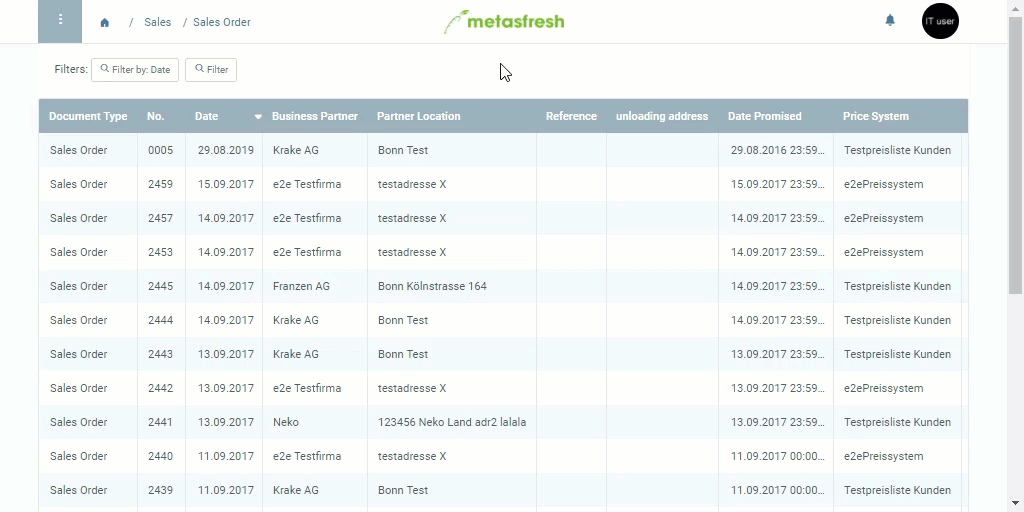 / Sales / Sales Order metasfresh IT user
Filters: Filter by: Date Filter
Document Type No. Date Business Partner Partner Location Reference unloading address Date Promised Price System
Sales Order 0005 29.08.2019 Krake AG Bonn Test 29.08.2016 23:59... Testpreisliste Kunden
Sales Order 2459 15.09.2017 e2e Testfirma testadresse X 15.09.2017 23:59... e2ePreissystem
Sales Order 2457 14.09.2017 e2e Testfirma testadresse X 14.09.2017 23:59... e2ePreissystem
Sales Order 2453 14.09.2017 e2e Testfirma testadresse X 14.09.2017 23:59... e2ePreissystem
Sales Order 2445 14.09.2017 Franzen AG Bonn Kölnstrasse 164 14.09.2017 23:59... Testpreisliste Kunden
Sales Order 2444 14.09.2017 Krake AG Bonn Test 14.09.2017 23:59... Testpreisliste Kunden
Sales Order 2443 13.09.2017 Krake AG Bonn Test 13.09.2017 23:59... Testpreisliste Kunden
Sales Order 2442 13.09.2017 e2e Testfirma testadresse X 13.09.2017 23:59... e2ePreissystem
Sales Order 2441 13.09.2017 Neko 123456 Neko Land adr2 lalala 13.09.2017 23:59... Testpreisliste Kunden
Sales Order 2440 11.09.2017 e2e Testfirma testadresse X 11.09.2017 00:00... e2ePreissystem
Sales Order 2439 11.09.2017 Krake AG Bonn Test 11.09.2017 00:00... Testpreisliste Kunden